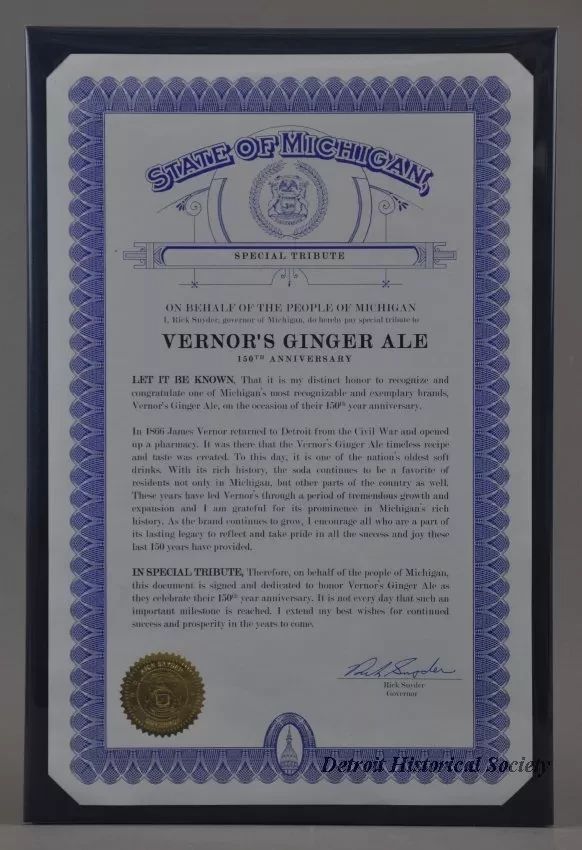 STATE OF MICHIGAN,
SPECIAL TRIBUTE
ON BEHALF OF THE PEOPLE OF MICHIGAN
I, Rick Snyder, governor of Michigan, do hereby pay special tribute to
VERNOR'S GINGER ALE
150TH ANNIVERSARY
LET IT BE KNOWN, That it is my distinct honor to recognize and
congratulate one of Michigan's most recognizable and exemplary brands,
Vernor's Ginger Ale, on the occasion of their 150th year anniversary.
In 1866 James Vernor returned to Detroit from the Civil War and opened
up a pharmacy. It was there that the Vernor's Ginger Ale timeless recipe
and taste was created. To this day, it is one of the nation's oldest soft
drinks. With its rich history, the soda continues to be a favorite of
residents not only in Michigan, but other parts of the country as well.
These years have led Vernor's through a period of tremendous growth and
expansion and I am grateful for its prominence in Michigan's rich
history. As the brand continues to grow, I encourage all who are a part of
its lasting legacy to reflect and take pride in all the success and joy these
last 150 years have provided.
IN SPECIAL TRIBUTE, Therefore, on behalf of the people of Michigan,
this document is signed and dedicated to honor Vernor's Ginger Ale as
they celebrate their 150th year anniversary. It is not every day that such an
important milestone is reached. I extend my best wishes for continued
success and prosperity in the years to come.
Rick Snyder
Rick Snyder
Governor
RICK SNYDER
Detroit Historical Society